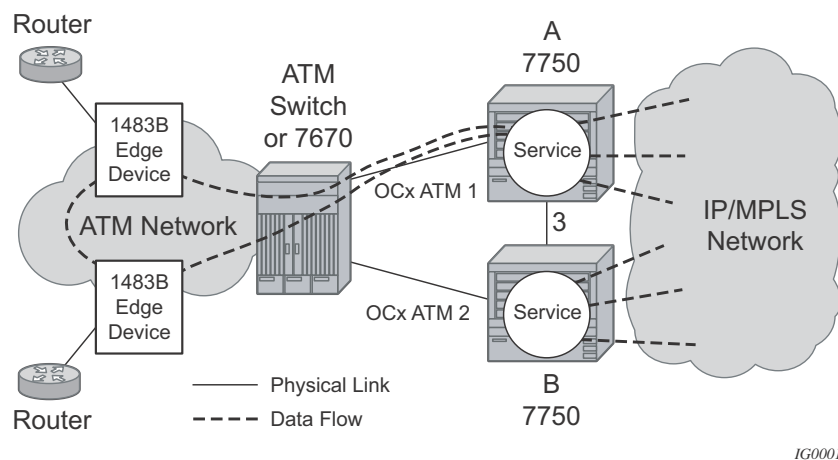 Router
1483B
Edge
Device
ATM Network
1483B
Edge
Device
Router
ATM
Switch
or 7670
OCx ATM 1
OCx ATM 2
A
7750
Service
3
Service
B
7750
IP/MPLS
Network
Physical Link
Data Flow